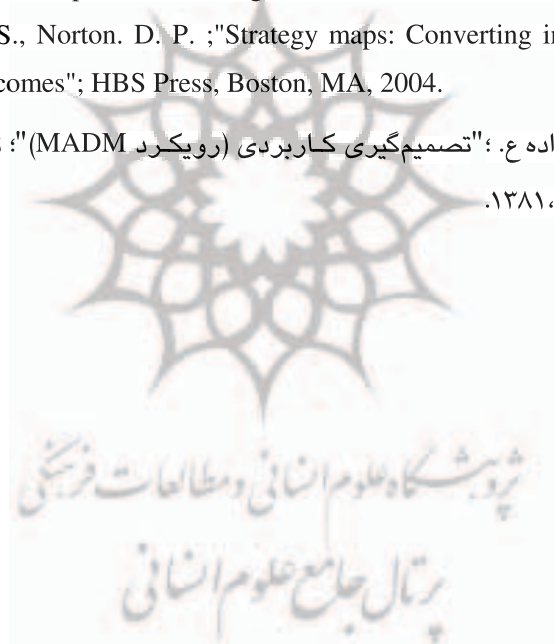 S., Norton. D. P. ;"Strategy maps: Converting in
comes"; HBS Press, Boston, MA, 2004.
اده ع. ؛"تصمیم‌گیری کاربردی (رویکرد MADM)"؛
،۱۳۸۱.
پژوهشگاه علوم انسانی و مطالعات فرهنگی
پرتال جامع علوم انسانی